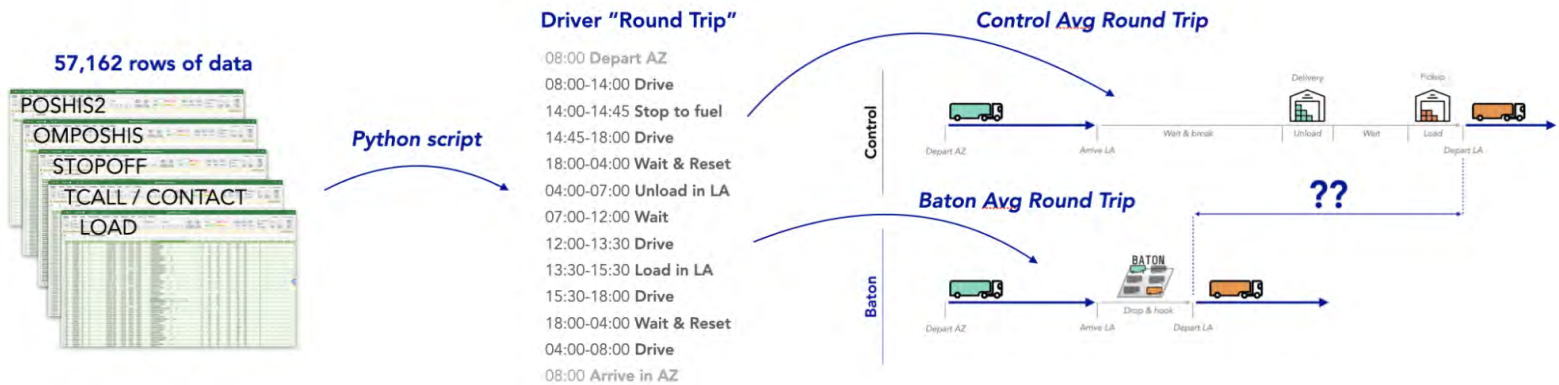 57,162 rows of data
POSHIS2
OMPOSHIS
STOPOFF
TCALL / CONTACT
LOAD
Python script
Driver “Round Trip”
08:00 Depart AZ
08:00-14:00 Drive
14:00-14:45 Stop to fuel
14:45-18:00 Drive
18:00-04:00 Wait & Reset
04:00-07:00 Unload in LA
07:00-12:00 Wait
12:00-13:30 Drive
13:30-15:30 Load in LA
15:30-18:00 Drive
18:00-04:00 Wait & Reset
04:00-08:00 Drive
08:00 Arrive in AZ
Control Avg Round Trip
Control
Delivery
Pickup
Wait & break
Unload
Wait
Load
Depart AZ
Arrive LA
Depart LA
??
Baton Avg Round Trip
Baton
BATON
Drop & hook
Depart AZ
Arrive LA
Depart LA